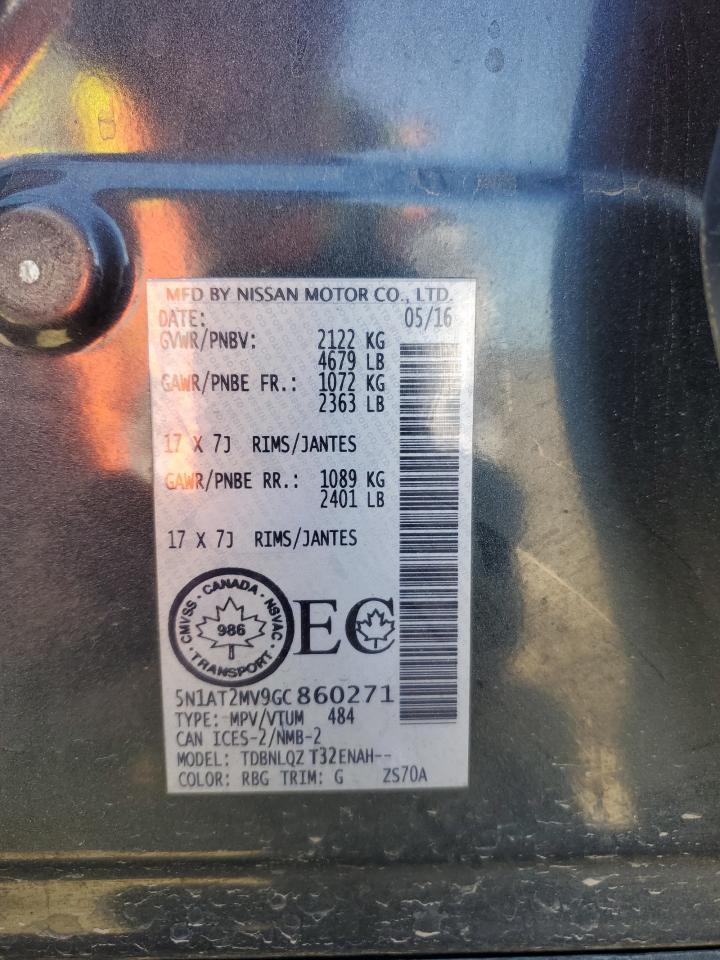 MFD BY NISSAN MOTOR CO., LTD.
DATE: 05/16
GVWR/PNBV: 2122 KG
4679 LB
GAWR/PNBE FR.: 1072 KG
2363 LB
17 X 7J RIMS/JANTES
GAWR/PNBE RR.: 1089 KG
2401 LB
17 X 7J RIMS/JANTES
CMVSS · CANADA · NSVAC · TRANSPORT ·
986
EC
5N1AT2MV9GC860271
TYPE: MPV/VTUM 484
CAN ICES-2/NMB-2
MODEL: TDBNLQZ T32ENAH--
COLOR: RBG TRIM: G ZS70A